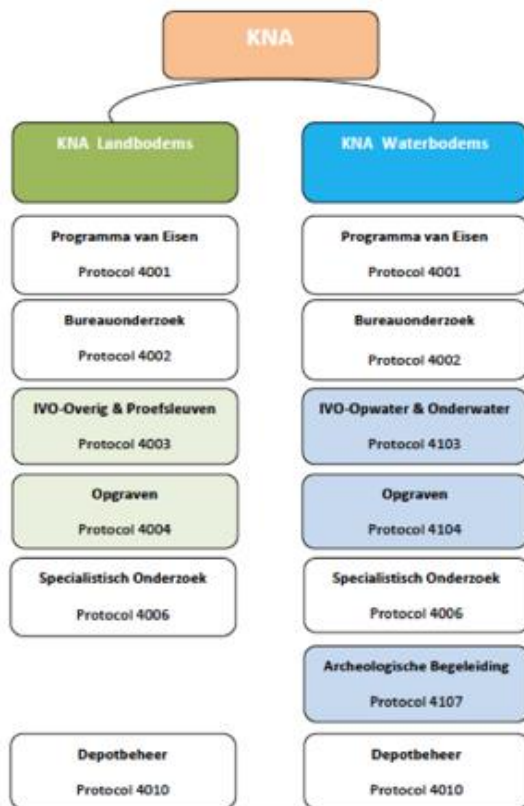 KNA
KNA Landbodems
Programma van Eisen
Protocol 4001
Bureauonderzoek
Protocol 4002
IVO-Overig & Proefsleuven
Protocol 4003
Opgraven
Protocol 4004
Specialistisch Onderzoek
Protocol 4006
Depotbeheer
Protocol 4010
KNA Waterbodems
Programma van Eisen
Protocol 4001
Bureauonderzoek
Protocol 4002
IVO-Opwater & Onderwater
Protocol 4103
Opgraven
Protocol 4104
Specialistisch Onderzoek
Protocol 4006
Archeologische Begeleiding
Protocol 4107
Depotbeheer
Protocol 4010